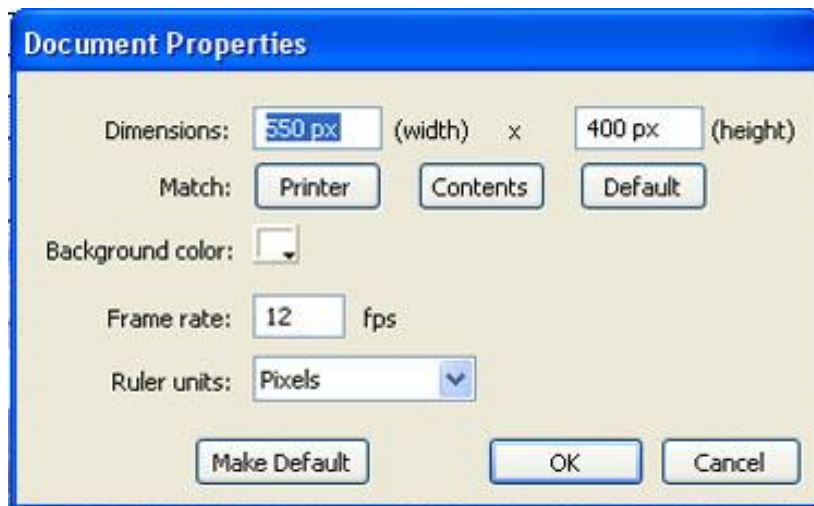 Document Properties
Dimensions: 550 px (width) x 400 px (height)
Match: Printer Contents Default
Background color:
Frame rate: 12 fps
Ruler units: Pixels
Make Default OK Cancel